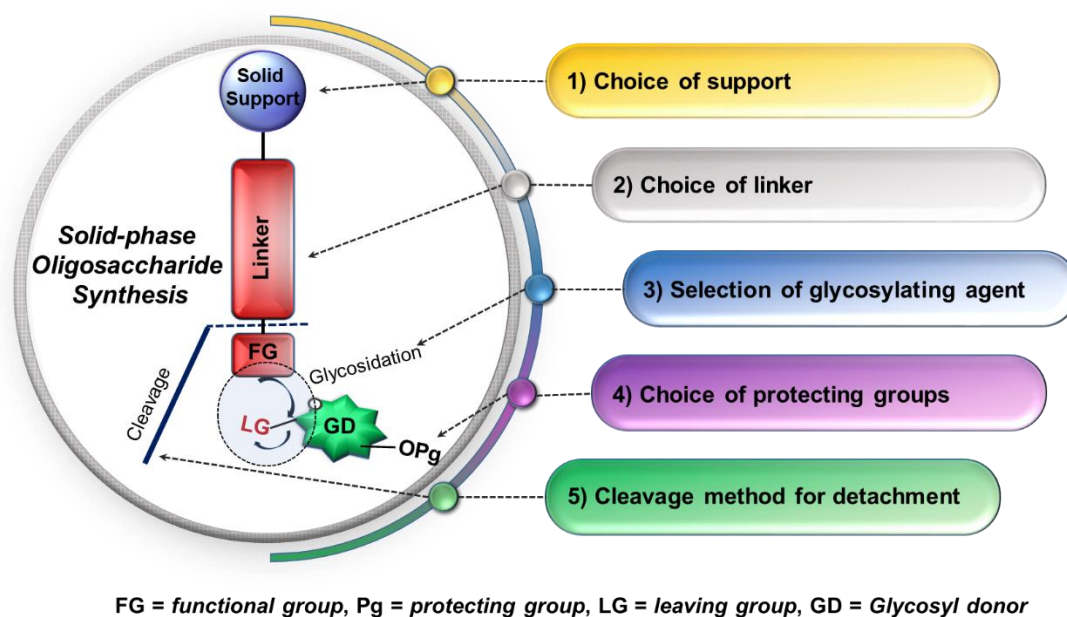 Solid
Support
1) Choice of support
2) Choice of linker
Linker
Solid-phase
Oligosaccharide
Synthesis
3) Selection of glycosylating agent
FG
Glycosidation
Cleavage
LG
GD
OPg
4) Choice of protecting groups
5) Cleavage method for detachment
FG = functional group, Pg = protecting group, LG = leaving group, GD = Glycosyl donor